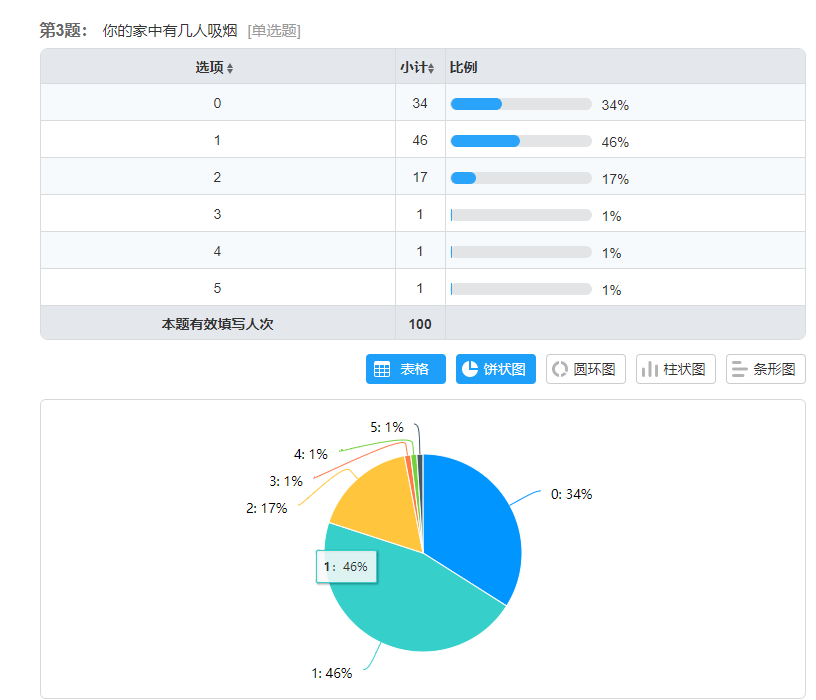 第3题： 你的家中有几人吸烟 [单选题]
选项 小计 比例
0 34 34%
1 46 46%
2 17 17%
3 1 1%
4 1 1%
5 1 1%
本题有效填写人次 100
表格 饼状图 圆环图 柱状图 条形图
5: 1%
4: 1%
3: 1%
0: 34%
2: 17%
1: 46%
1: 46%